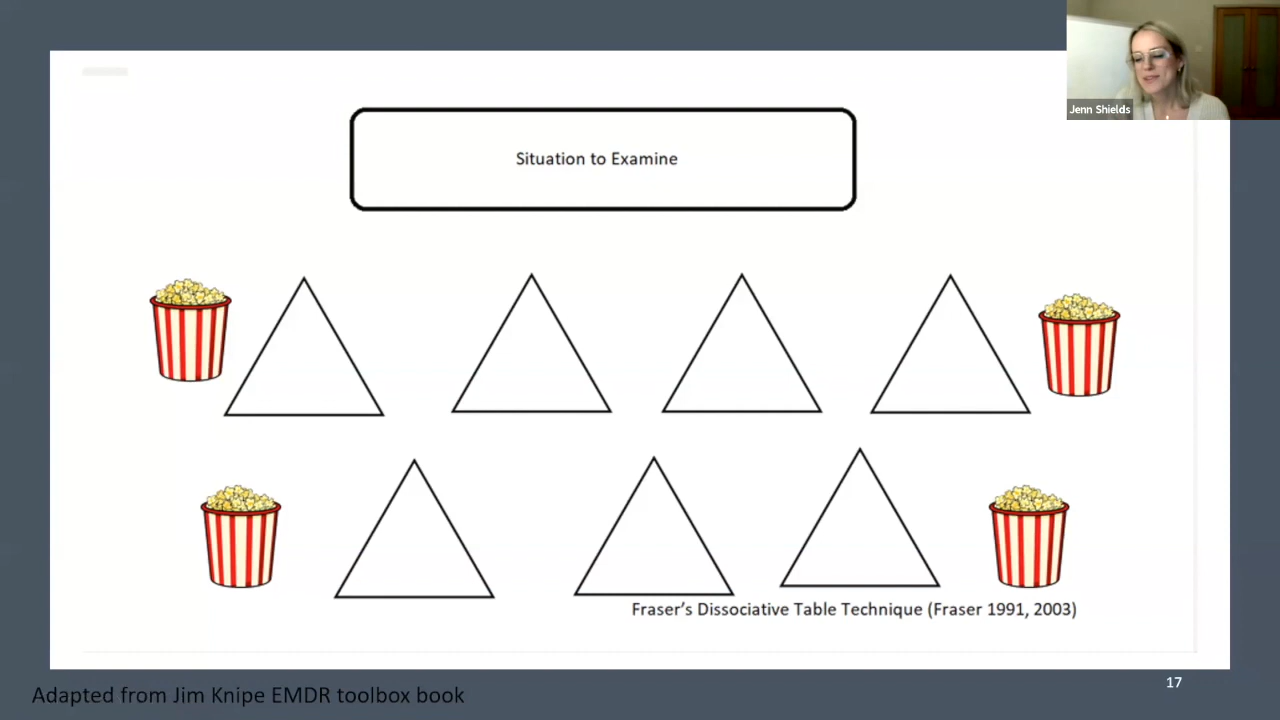 Jenn Shields
Situation to Examine
Fraser's Dissociative Table Technique (Fraser 1991, 2003)
17
Adapted from Jim Knipe EMDR toolbox book